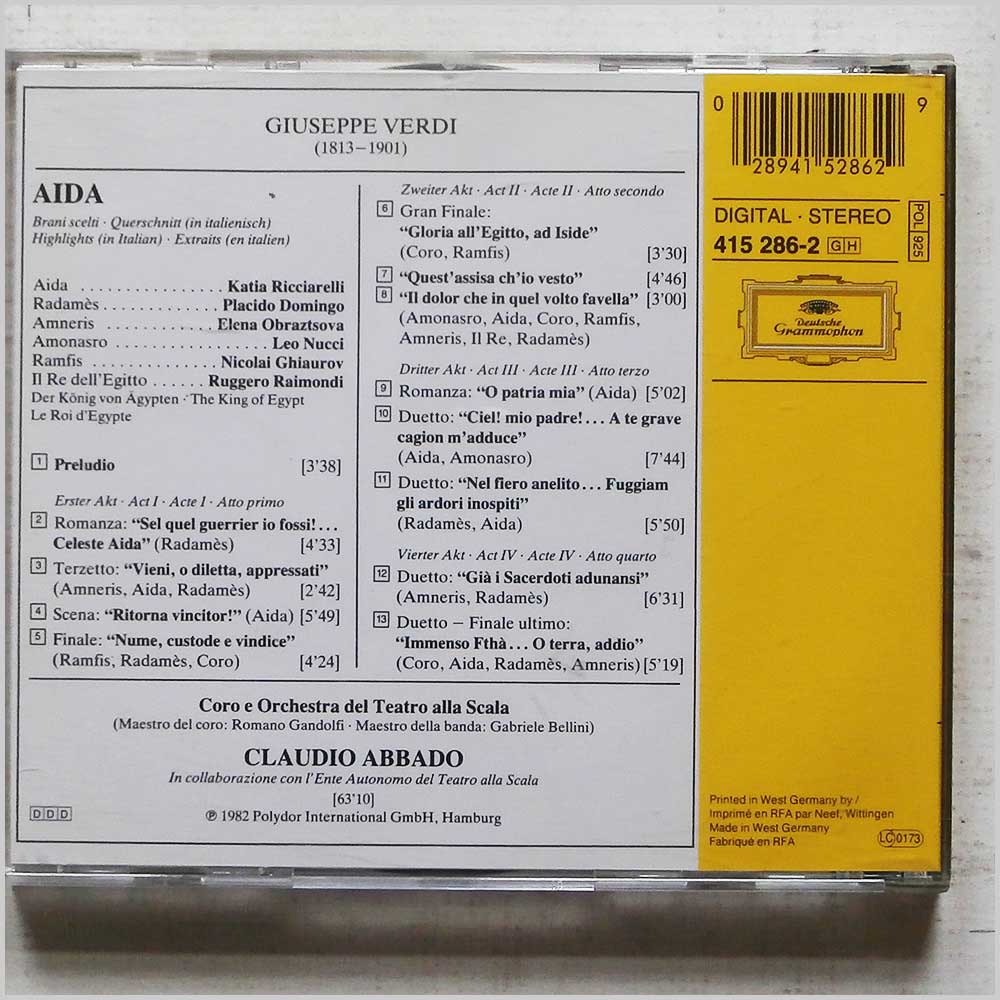 GIUSEPPE VERDI
(1813–1901)
AIDA
Brani scelti · Querschnitt (in italienisch)
Highlights (in Italian) · Extraits (en italien)
Aida . . . . . . . . . . . . . . . . . Katia Ricciarelli
Radamès . . . . . . . . . . . . Placido Domingo
Amneris . . . . . . . . . . . . Elena Obraztsova
Amonasro . . . . . . . . . . . . . . . . . Leo Nucci
Ramfis . . . . . . . . . . . . . . . Nicolai Ghiaurov
Il Re dell'Egitto . . . . . . Ruggero Raimondi
Der König von Ägypten · The King of Egypt
Le Roi d'Egypte
1 Preludio [3'38]
Erster Akt · Act I · Acte I · Atto primo
2 Romanza: “Sel quel guerrier io fossi! . . .
Celeste Aida” (Radamès) [4'33]
3 Terzetto: “Vieni, o diletta, appressati”
(Amneris, Aida, Radamès) [2'42]
4 Scena: “Ritorna vincitor!” (Aida) [5'49]
5 Finale: “Nume, custode e vindice”
(Ramfis, Radamès, Coro) [4'24]
Zweiter Akt · Act II · Acte II · Atto secondo
6 Gran Finale:
“Gloria all'Egitto, ad Iside”
(Coro, Ramfis) [3'30]
7 “Quest'assisa ch'io vesto” [4'46]
8 “Il dolor che in quel volto favella” [3'00]
(Amonasro, Aida, Coro, Ramfis,
Amneris, Il Re, Radamès)
Dritter Akt · Act III · Acte III · Atto terzo
9 Romanza: “O patria mia” (Aida) [5'02]
10 Duetto: “Ciel! mio padre! . . . A te grave
cagion m'adduce”
(Aida, Amonasro) [7'44]
11 Duetto: “Nel fiero anelito . . . Fuggiam
gli ardori inospiti”
(Radamès, Aida) [5'50]
Vierter Akt · Act IV · Acte IV · Atto quarto
12 Duetto: “Già i Sacerdoti adunansi”
(Amneris, Radamès) [6'31]
13 Duetto – Finale ultimo:
“Immenso Fthà . . . O terra, addio”
(Coro, Aida, Radamès, Amneris) [5'19]
Coro e Orchestra del Teatro alla Scala
(Maestro del coro: Romano Gandolfi · Maestro della banda: Gabriele Bellini)
CLAUDIO ABBADO
In collaborazione con l'Ente Autonomo del Teatro alla Scala
[63'10]
DDD
℗ 1982 Polydor International GmbH, Hamburg
0 28941 52862 9
DIGITAL · STEREO
415 286-2 GH
POL 925
Deutsche
Grammophon
Printed in West Germany by /
Imprimé en RFA par Neef, Wittingen
Made in West Germany
Fabriqué en RFA
LC 0173